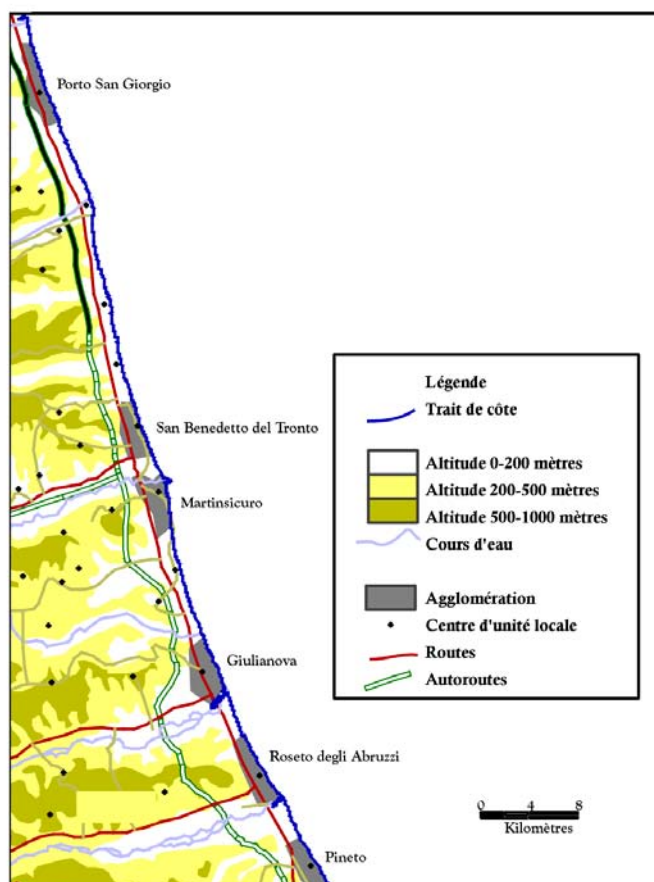 Porto San Giorgio
San Benedetto del Tronto
Martinsicuro
Giulianova
Roseto degli Abruzzi
Pineto
Légende
Trait de côte
Altitude 0-200 mètres
Altitude 200-500 mètres
Altitude 500-1000 mètres
Cours d'eau
Agglomération
Centre d'unité locale
Routes
Autoroutes
0 4 8
Kilomètres